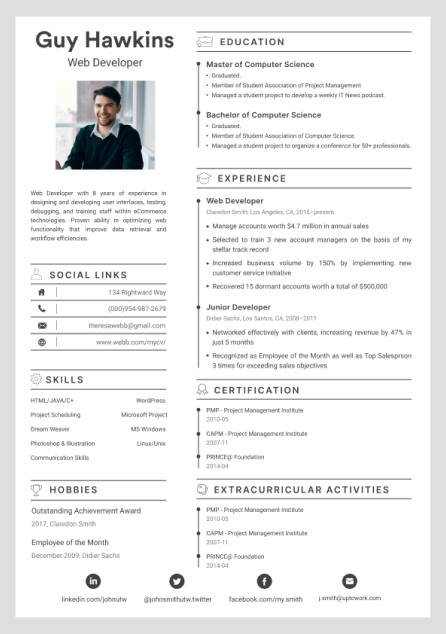 Guy Hawkins
Web Developer
Web Developer with 8 years of experience in
designing and developing user interfaces, testing,
debugging, and training staff within eCommerce
technologies. Proven ability in optimizing web
functionality that improve data retrieval and
workflow efficiencies.
SOCIAL LINKS
134 Rightward Way
(000)954-987-2679
theresawebb@gmail.com
www.webb.com/mycv/
SKILLS
HTML/JAVA/C+ WordPress
Project Scheduling Microsoft Project
Dream Weaver MS Windows
Photoshop & Illustration Linux/Unix
Communication Skills
HOBBIES
Outstanding Achievement Award
2017, Claredon Smith
Employee of the Month
December 2009, Didier Sachs
EDUCATION
Master of Computer Science
• Graduated.
• Member of Student Association of Project Management.
• Managed a student project to develop a weekly IT News podcast.
Bachelor of Computer Science
• Graduated.
• Member of Student Association of Computer Science.
• Managed a student project to organize a conference for 50+ professionals.
EXPERIENCE
Web Developer
Claredon Smith, Los Angeles, CA, 2015–present
• Manage accounts worth $4.7 million in annual sales
• Selected to train 3 new account managers on the basis of my
stellar track record
• Increased business volume by 150% by implementing new
customer service initiative
• Recovered 15 dormant accounts worth a total of $500,000
Junior Developer
Didier Sachs, Los Santos, CA, 2008–2011
• Networked effectively with clients, increasing revenue by 47% in
just 5 months
• Recognized as Employee of the Month as well as Top Salesprson
3 times for exceeding sales objectives
CERTIFICATION
PMP - Project Management Institute
2010-05
CAPM - Project Management Institute
2007-11
PRINCE@ Foundation
2014-04
EXTRACURRICULAR ACTIVITIES
PMP - Project Management Institute
2010-05
CAPM - Project Management Institute
2007-11
PRINCE@ Foundation
2014-04
linkedin.com/johnutw @johnsmithutw.twitter facebook.com/my.smith j.smith@uptowork.com